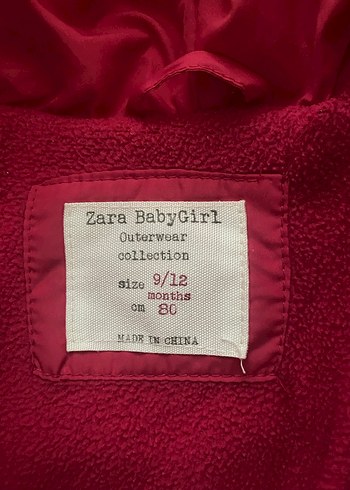 Zara BabyGirl
Outerwear
collection
size 9/12
months
cm 80
MADE IN CHINA